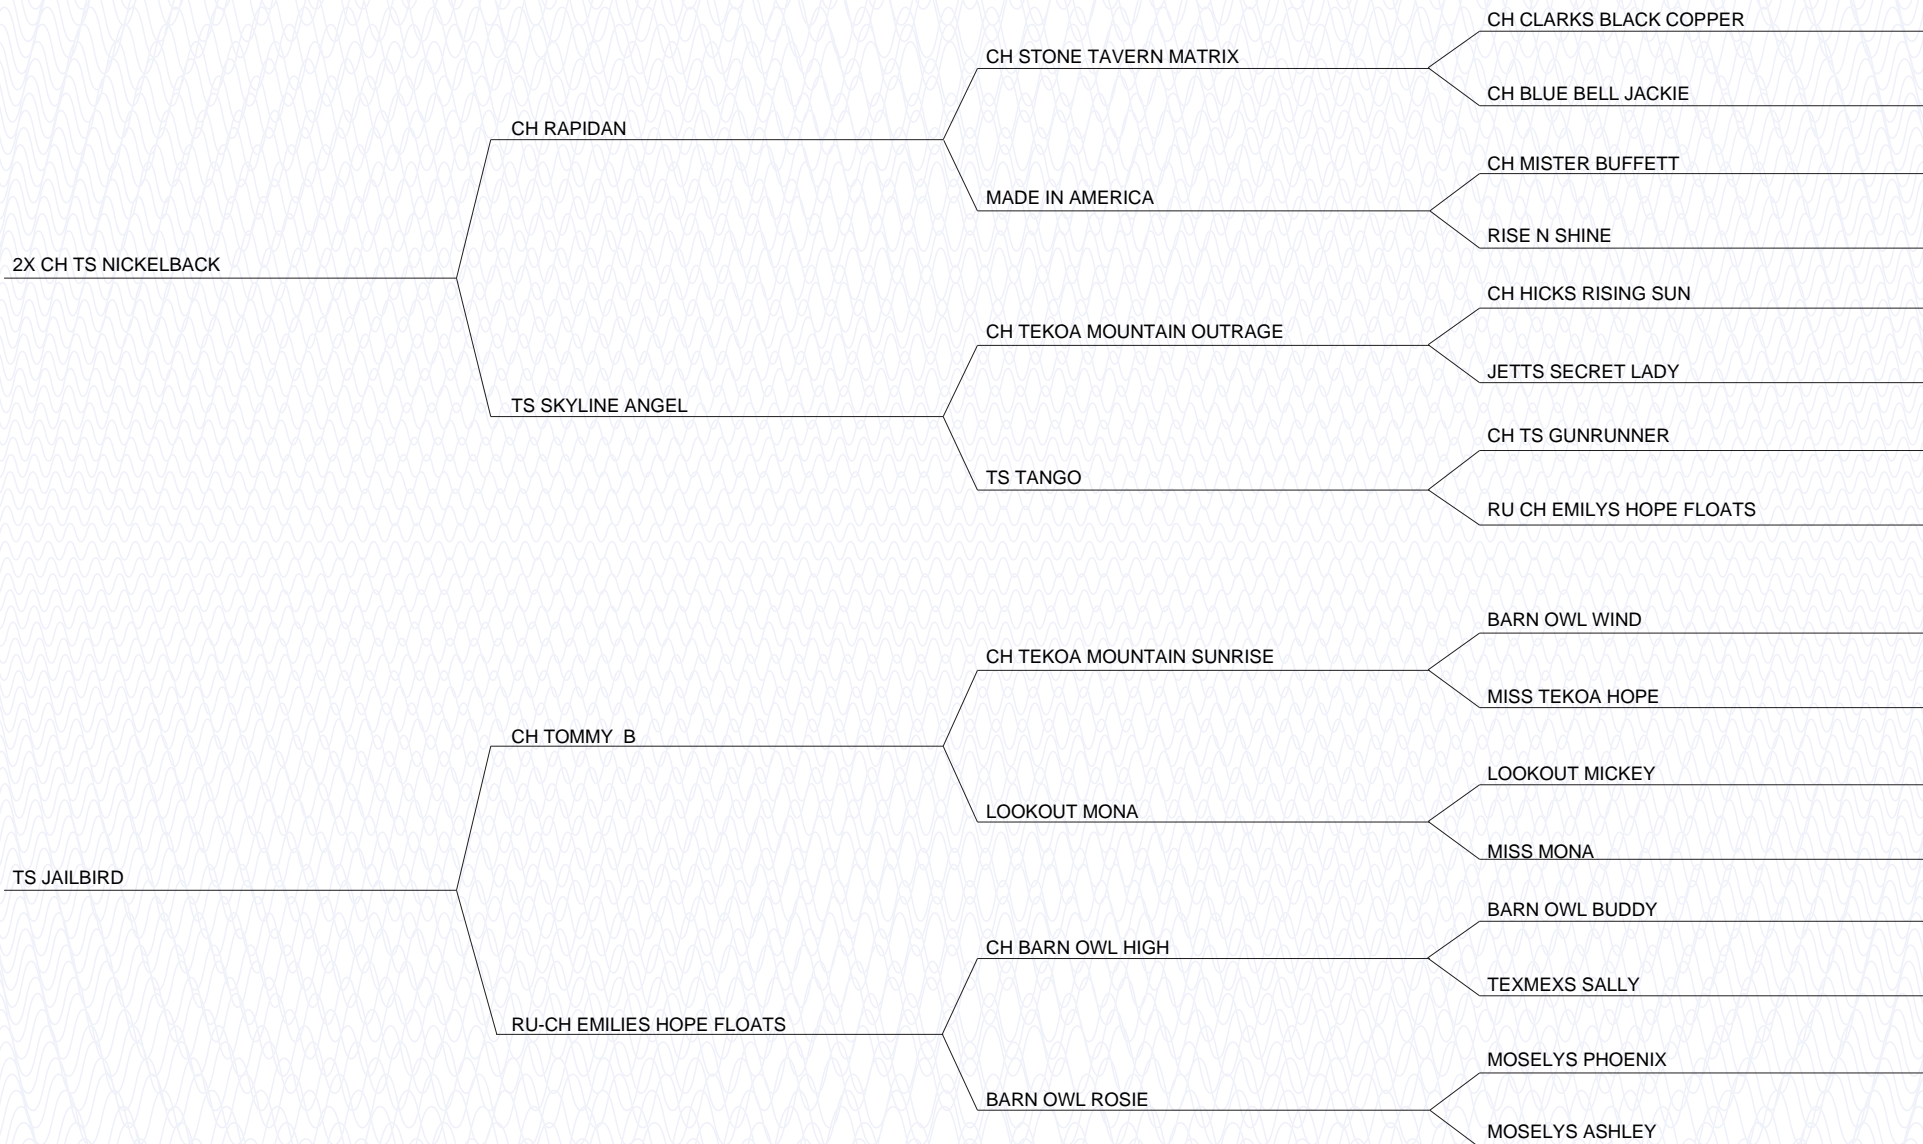 CH CLARKS BLACK COPPER
CH STONE TAVERN MATRIX
CH BLUE BELL JACKIE
CH RAPIDAN
CH MISTER BUFFETT
MADE IN AMERICA
RISE N SHINE
2X CH TS NICKELBACK
CH HICKS RISING SUN
CH TEKOA MOUNTAIN OUTRAGE
JETTS SECRET LADY
TS SKYLINE ANGEL
CH TS GUNRUNNER
TS TANGO
RU CH EMILYS HOPE FLOATS
BARN OWL WIND
CH TEKOA MOUNTAIN SUNRISE
MISS TEKOA HOPE
CH TOMMY  B
LOOKOUT MICKEY
LOOKOUT MONA
MISS MONA
TS JAILBIRD
BARN OWL BUDDY
CH BARN OWL HIGH
TEXMEXS SALLY
RU-CH EMILIES HOPE FLOATS
MOSELYS PHOENIX
BARN OWL ROSIE
MOSELYS ASHLEY